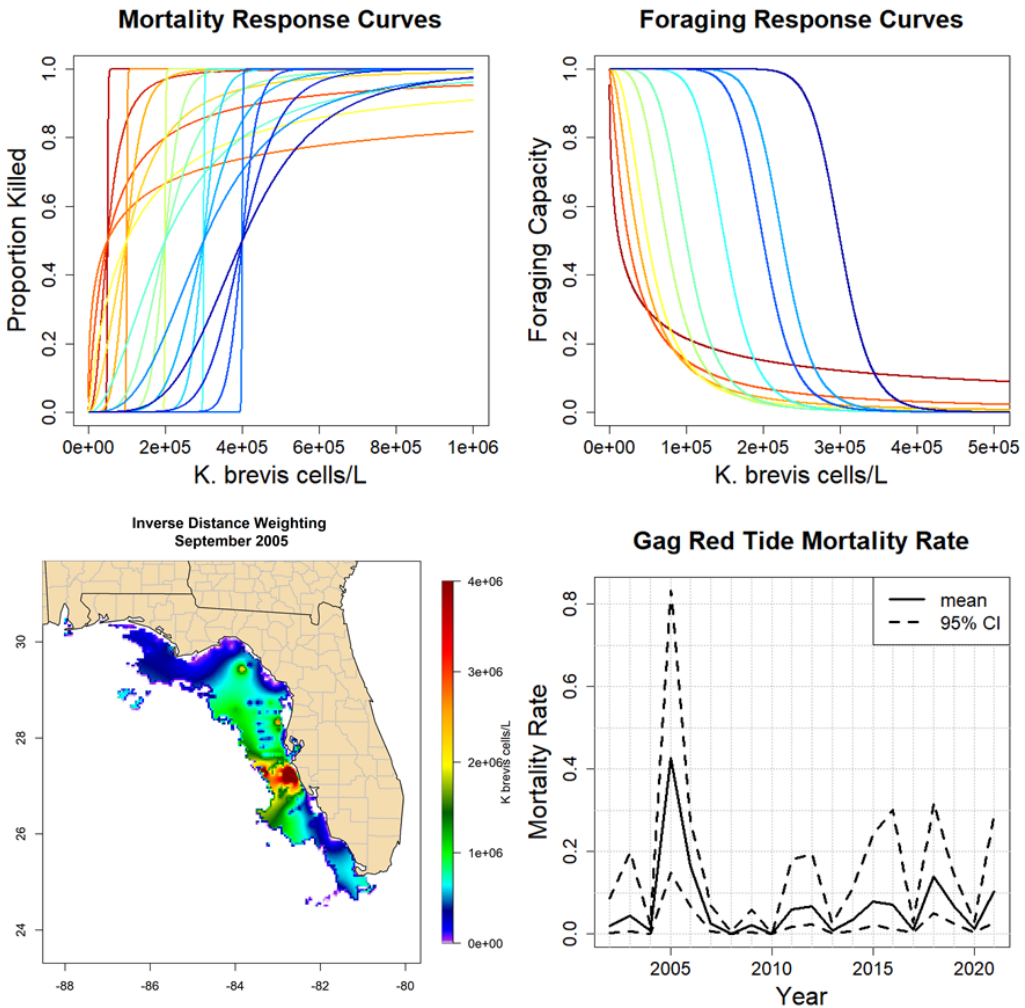 Mortality Response Curves
Proportion Killed
1.0
0.8
0.6
0.4
0.2
0.0
0e+00 2e+05 4e+05 6e+05 8e+05 1e+06
K. brevis cells/L
Foraging Response Curves
Foraging Capacity
1.0
0.8
0.6
0.4
0.2
0.0
0e+00 1e+05 2e+05 3e+05 4e+05 5e+05
K. brevis cells/L
Inverse Distance Weighting
September 2005
30
28
26
24
-88 -86 -84 -82 -80
4e+06
3e+06
2e+06
1e+06
0e+00
K brevis cells/L
Gag Red Tide Mortality Rate
mean
95% CI
Mortality Rate
0.8
0.6
0.4
0.2
0.0
2005 2010 2015 2020
Year